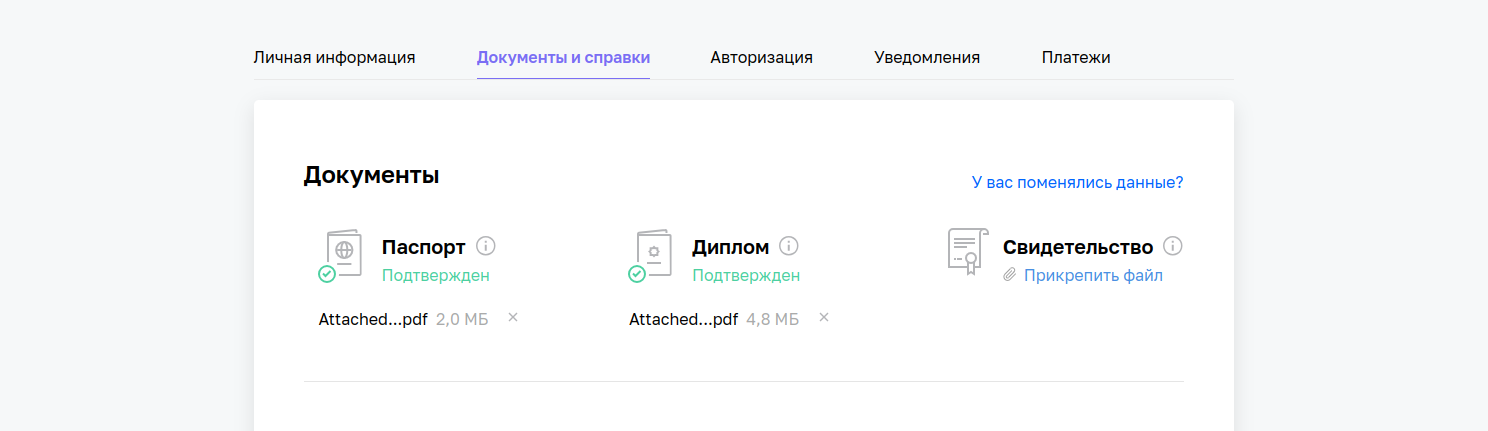 Личная информация Документы и справки Авторизация Уведомления Платежи
Документы
У вас поменялись данные?
Паспорт
Подтвержден
Attached...pdf 2,0 МБ
Диплом
Подтвержден
Attached...pdf 4,8 МБ
Свидетельство
Прикрепить файл